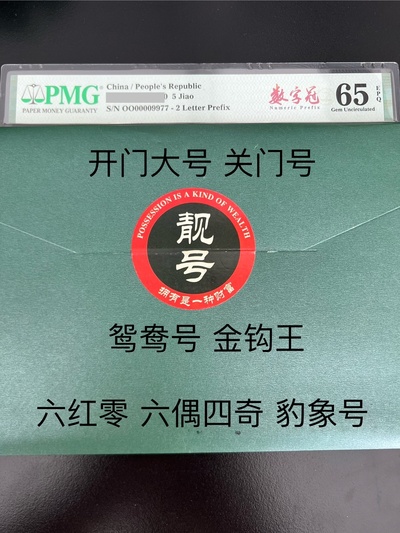 PMG
PAPER MONEY GUARANTY
China / People's Republic
0 5 Jiao
S/N OO00009977 - 2 Letter Prefix
数字冠
Numeric Prefix
65 EPQ
Gem Uncirculated
开门大号 关门号
POSSESSION IS A KIND OF WEALTH
靓号
拥有是一种财富
鸳鸯号 金钩王
六红零 六偶四奇 豹象号